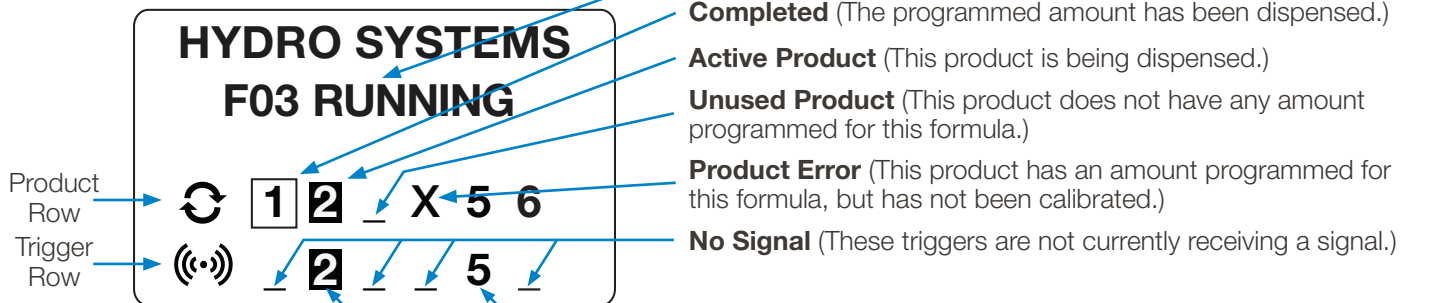 HYDRO SYSTEMS
F03 RUNNING
1 2 _ X 5 6
_ 2 _ _ 5 _
Product
Row
Trigger
Row
Completed (The programmed amount has been dispensed.)
Active Product (This product is being dispensed.)
Unused Product (This product does not have any amount
programmed for this formula.)
Product Error (This product has an amount programmed for
this formula, but has not been calibrated.)
No Signal (These triggers are not currently receiving a signal.)